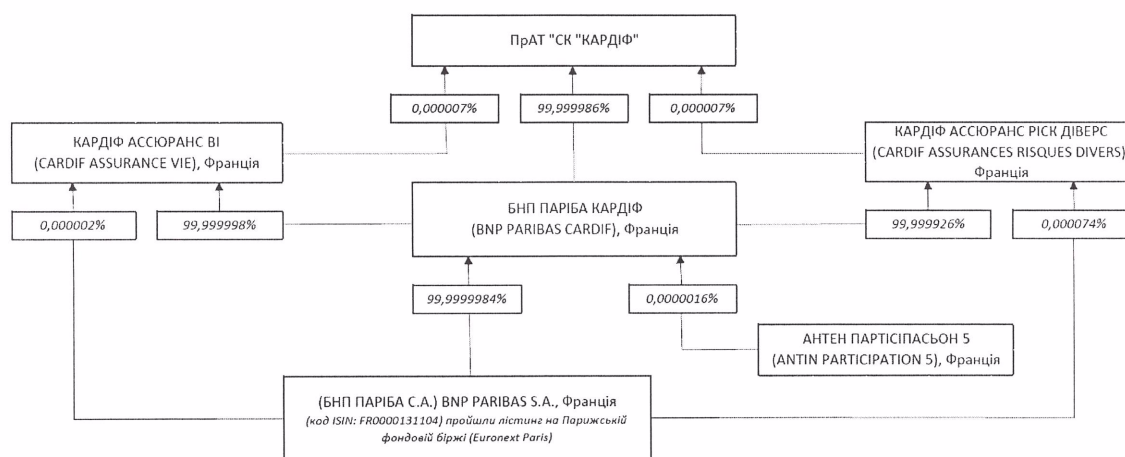 ПрАТ "СК "КАРДІФ"
0,000007%
99,999986%
0,000007%
КАРДІФ АССЮРАНС ВІ
(CARDIF ASSURANCE VIE), Франція
КАРДІФ АССЮРАНС РІСК ДІВЕРС
(CARDIF ASSURANCES RISQUES DIVERS)
Франція
БНП ПАРІБА КАРДІФ
(BNP PARIBAS CARDIF), Франція
0,000002%
99,999998%
99,999926%
0,000074%
99,9999984%
0,0000016%
АНТЕН ПАРТІСІПАСЬОН 5
(ANTIN PARTICIPATION 5), Франція
(БНП ПАРІБА С.А.) BNP PARIBAS S.A., Франція
(код ISIN: FR0000131104) пройшли лістинг на Парижській
фондовій біржі (Euronext Paris)